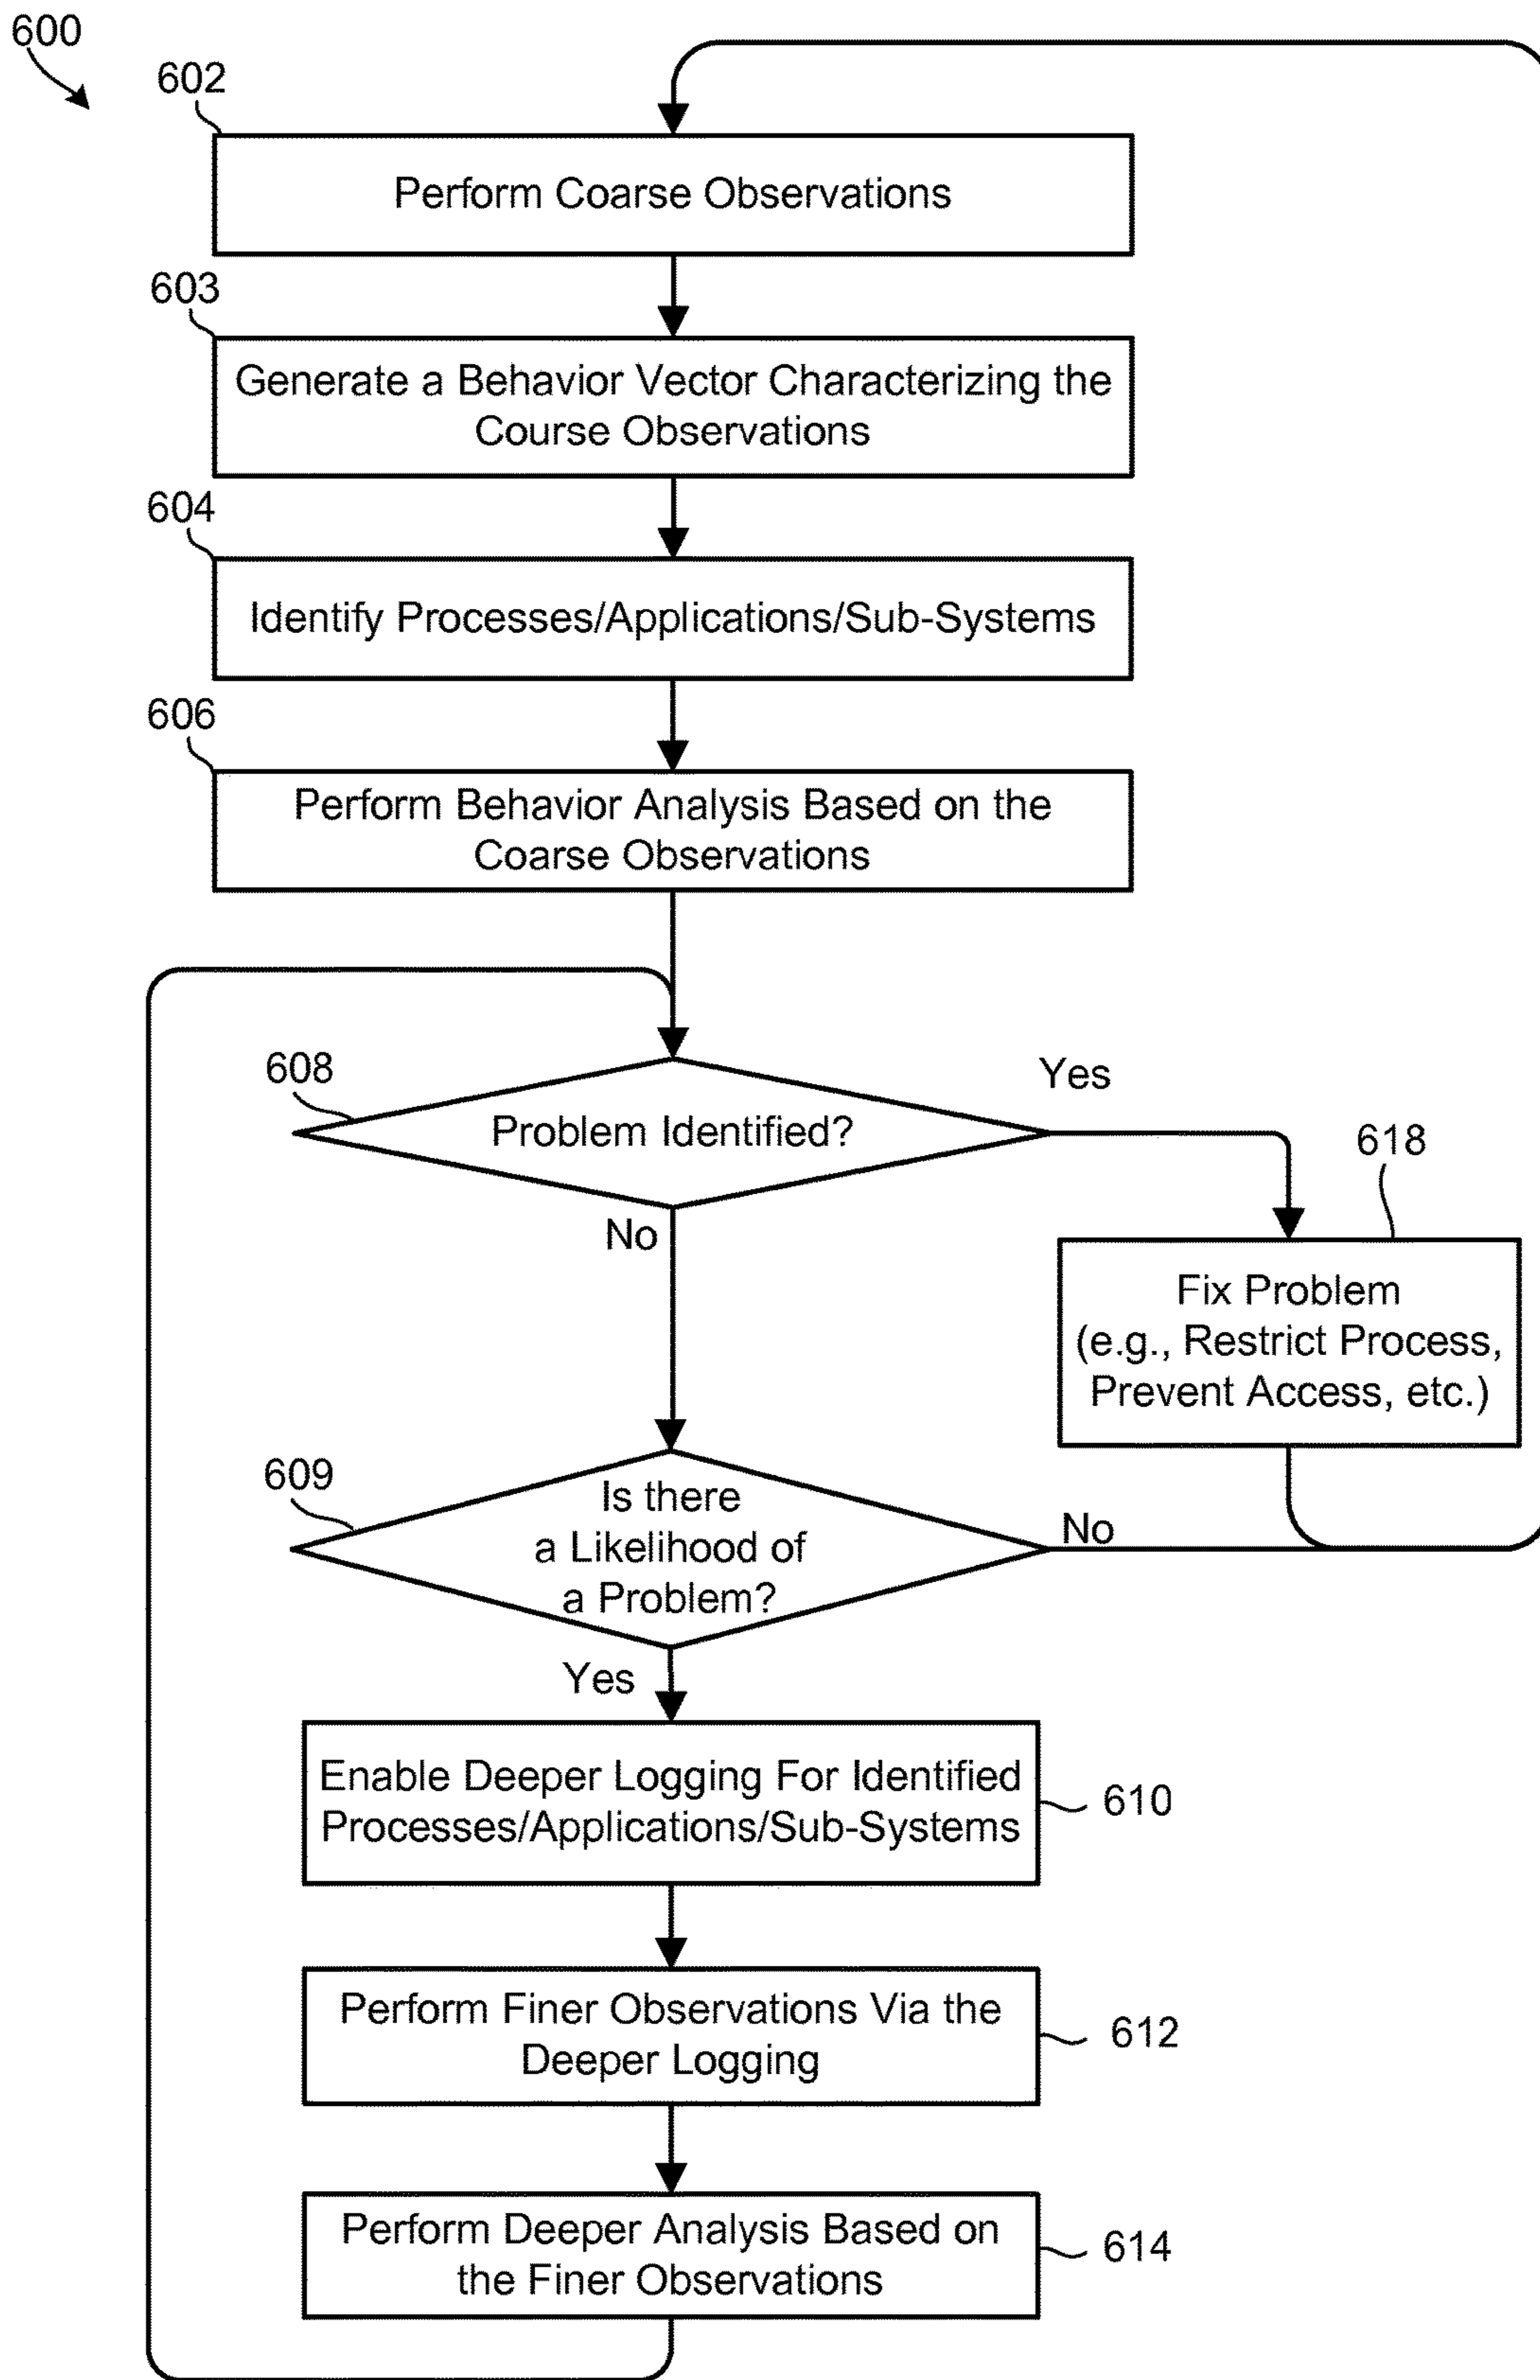 600
602
Perform Coarse Observations
603
Generate a Behavior Vector Characterizing the
Course Observations
604
Identify Processes/Applications/Sub-Systems
606
Perform Behavior Analysis Based on the
Coarse Observations
608
Problem Identified?
Yes
No
618
Fix Problem
(e.g., Restrict Process,
Prevent Access, etc.)
609
Is there
a Likelihood of
a Problem?
No
Yes
Enable Deeper Logging For Identified
Processes/Applications/Sub-Systems
610
Perform Finer Observations Via the
Deeper Logging
612
Perform Deeper Analysis Based on
the Finer Observations
614